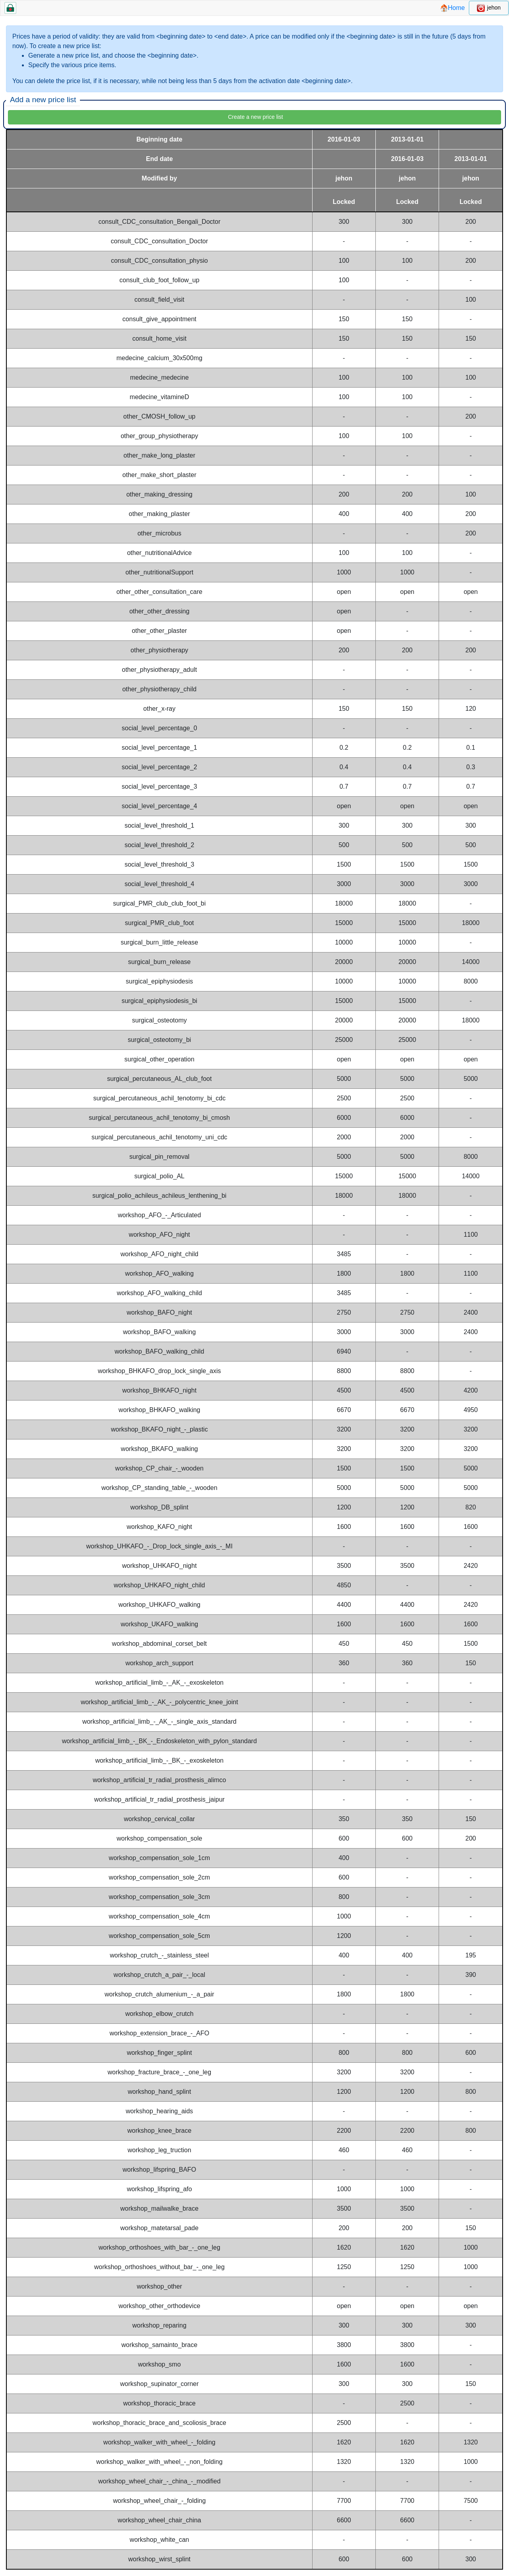 Home
jehon
Prices have a period of validity: they are valid from <beginning date> to <end date>. A price can be modified only if the <beginning date> is still in the future (5 days from
now). To create a new price list:
Generate a new price list, and choose the <beginning date>.
Specify the various price items.
You can delete the price list, if it is necessary, while not being less than 5 days from the activation date <beginning date>.
Add a new price list
Create a new price list
Beginning date 2016-01-03 2013-01-01
End date 2016-01-03 2013-01-01
Modified by jehon jehon jehon
Locked Locked Locked
consult_CDC_consultation_Bengali_Doctor 300 300 200
consult_CDC_consultation_Doctor - - -
consult_CDC_consultation_physio 100 100 200
consult_club_foot_follow_up 100 - -
consult_field_visit - - 100
consult_give_appointment 150 150 -
consult_home_visit 150 150 150
medecine_calcium_30x500mg - - -
medecine_medecine 100 100 100
medecine_vitamineD 100 100 -
other_CMOSH_follow_up - - 200
other_group_physiotherapy 100 100 -
other_make_long_plaster - - -
other_make_short_plaster - - -
other_making_dressing 200 200 100
other_making_plaster 400 400 200
other_microbus - - 200
other_nutritionalAdvice 100 100 -
other_nutritionalSupport 1000 1000 -
other_other_consultation_care open open open
other_other_dressing open - -
other_other_plaster open - -
other_physiotherapy 200 200 200
other_physiotherapy_adult - - -
other_physiotherapy_child - - -
other_x-ray 150 150 120
social_level_percentage_0 - - -
social_level_percentage_1 0.2 0.2 0.1
social_level_percentage_2 0.4 0.4 0.3
social_level_percentage_3 0.7 0.7 0.7
social_level_percentage_4 open open open
social_level_threshold_1 300 300 300
social_level_threshold_2 500 500 500
social_level_threshold_3 1500 1500 1500
social_level_threshold_4 3000 3000 3000
surgical_PMR_club_club_foot_bi 18000 18000 -
surgical_PMR_club_foot 15000 15000 18000
surgical_burn_little_release 10000 10000 -
surgical_burn_release 20000 20000 14000
surgical_epiphysiodesis 10000 10000 8000
surgical_epiphysiodesis_bi 15000 15000 -
surgical_osteotomy 20000 20000 18000
surgical_osteotomy_bi 25000 25000 -
surgical_other_operation open open open
surgical_percutaneous_AL_club_foot 5000 5000 5000
surgical_percutaneous_achil_tenotomy_bi_cdc 2500 2500 -
surgical_percutaneous_achil_tenotomy_bi_cmosh 6000 6000 -
surgical_percutaneous_achil_tenotomy_uni_cdc 2000 2000 -
surgical_pin_removal 5000 5000 8000
surgical_polio_AL 15000 15000 14000
surgical_polio_achileus_achileus_lenthening_bi 18000 18000 -
workshop_AFO_-_Articulated - - -
workshop_AFO_night - - 1100
workshop_AFO_night_child 3485 - -
workshop_AFO_walking 1800 1800 1100
workshop_AFO_walking_child 3485 - -
workshop_BAFO_night 2750 2750 2400
workshop_BAFO_walking 3000 3000 2400
workshop_BAFO_walking_child 6940 - -
workshop_BHKAFO_drop_lock_single_axis 8800 8800 -
workshop_BHKAFO_night 4500 4500 4200
workshop_BHKAFO_walking 6670 6670 4950
workshop_BKAFO_night_-_plastic 3200 3200 3200
workshop_BKAFO_walking 3200 3200 3200
workshop_CP_chair_-_wooden 1500 1500 5000
workshop_CP_standing_table_-_wooden 5000 5000 5000
workshop_DB_splint 1200 1200 820
workshop_KAFO_night 1600 1600 1600
workshop_UHKAFO_-_Drop_lock_single_axis_-_MI - - -
workshop_UHKAFO_night 3500 3500 2420
workshop_UHKAFO_night_child 4850 - -
workshop_UHKAFO_walking 4400 4400 2420
workshop_UKAFO_walking 1600 1600 1600
workshop_abdominal_corset_belt 450 450 1500
workshop_arch_support 360 360 150
workshop_artificial_limb_-_AK_-_exoskeleton - - -
workshop_artificial_limb_-_AK_-_polycentric_knee_joint - - -
workshop_artificial_limb_-_AK_-_single_axis_standard - - -
workshop_artificial_limb_-_BK_-_Endoskeleton_with_pylon_standard - - -
workshop_artificial_limb_-_BK_-_exoskeleton - - -
workshop_artificial_tr_radial_prosthesis_alimco - - -
workshop_artificial_tr_radial_prosthesis_jaipur - - -
workshop_cervical_collar 350 350 150
workshop_compensation_sole 600 600 200
workshop_compensation_sole_1cm 400 - -
workshop_compensation_sole_2cm 600 - -
workshop_compensation_sole_3cm 800 - -
workshop_compensation_sole_4cm 1000 - -
workshop_compensation_sole_5cm 1200 - -
workshop_crutch_-_stainless_steel 400 400 195
workshop_crutch_a_pair_-_local - - 390
workshop_crutch_alumenium_-_a_pair 1800 1800 -
workshop_elbow_crutch - - -
workshop_extension_brace_-_AFO - - -
workshop_finger_splint 800 800 600
workshop_fracture_brace_-_one_leg 3200 3200 -
workshop_hand_splint 1200 1200 800
workshop_hearing_aids - - -
workshop_knee_brace 2200 2200 800
workshop_leg_truction 460 460 -
workshop_lifspring_BAFO - - -
workshop_lifspring_afo 1000 1000 -
workshop_mailwalke_brace 3500 3500 -
workshop_matetarsal_pade 200 200 150
workshop_orthoshoes_with_bar_-_one_leg 1620 1620 1000
workshop_orthoshoes_without_bar_-_one_leg 1250 1250 1000
workshop_other - - -
workshop_other_orthodevice open open open
workshop_reparing 300 300 300
workshop_samainto_brace 3800 3800 -
workshop_smo 1600 1600 -
workshop_supinator_corner 300 300 150
workshop_thoracic_brace - 2500 -
workshop_thoracic_brace_and_scoliosis_brace 2500 - -
workshop_walker_with_wheel_-_folding 1620 1620 1320
workshop_walker_with_wheel_-_non_folding 1320 1320 1000
workshop_wheel_chair_-_china_-_modified - - -
workshop_wheel_chair_-_folding 7700 7700 7500
workshop_wheel_chair_china 6600 6600 -
workshop_white_can - - -
workshop_wirst_splint 600 600 300